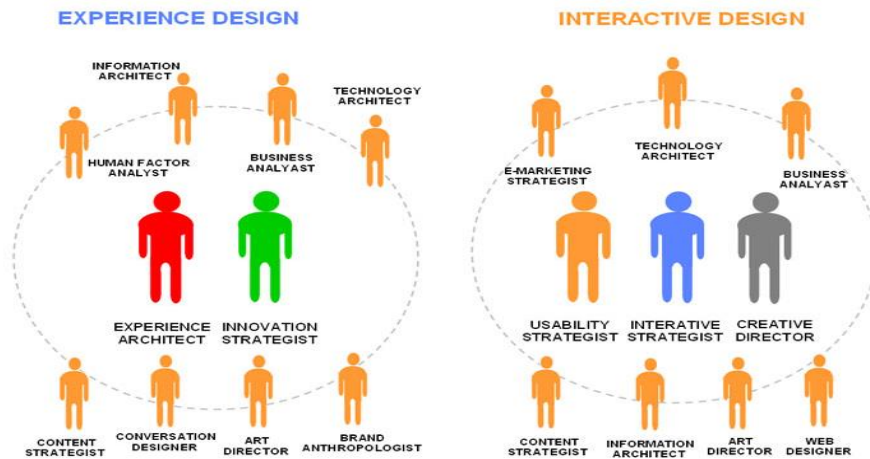 EXPERIENCE DESIGN
INFORMATION
ARCHITECT
TECHNOLOGY
ARCHITECT
HUMAN FACTOR
ANALYST
BUSINESS
ANALYAST
EXPERIENCE
ARCHITECT
INNOVATION
STRATEGIST
CONTENT
STRATEGIST
CONVERSATION
DESIGNER
ART
DIRECTOR
BRAND
ANTHROPOLOGIST
INTERACTIVE DESIGN
E-MARKETING
STRATEGIST
TECHNOLOGY
ARCHITECT
BUSINESS
ANALYAST
USABILITY
STRATEGIST
INTERATIVE
STRATEGIST
CREATIVE
DIRECTOR
CONTENT
STRATEGIST
INFORMATION
ARCHITECT
ART
DIRECTOR
WEB
DESIGNER